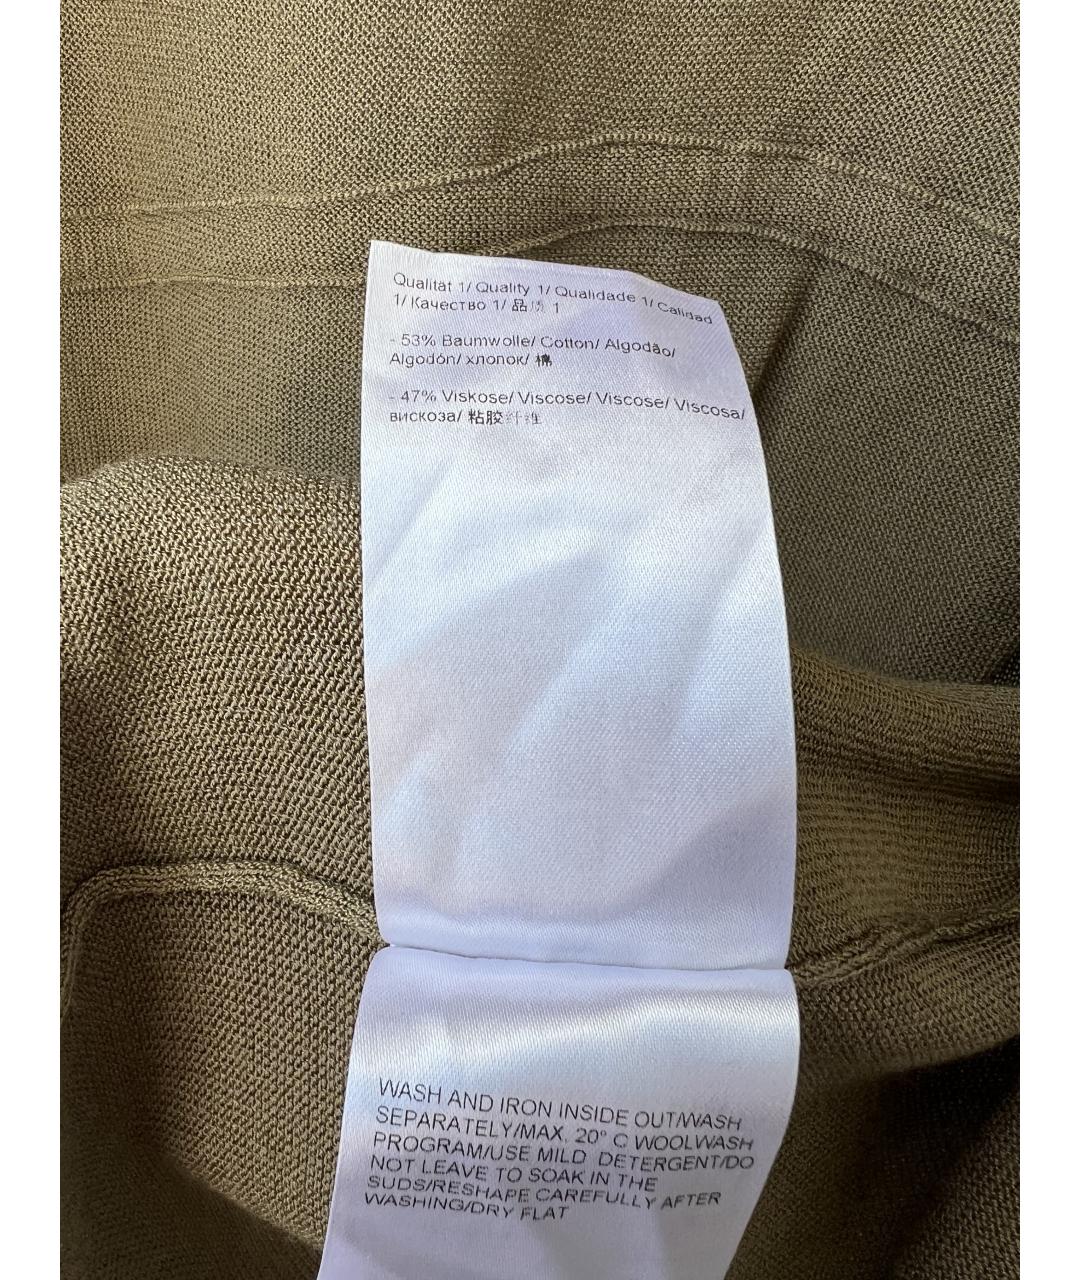 Qualität 1/ Quality 1/ Qualidade 1/ Calidad
1/ Качество 1/ 品质 1
- 53% Baumwolle/ Cotton/ Algodão/
Algodón/ хлопок/ 棉
- 47% Viskose/ Viscose/ Viscose/ Viscosa/
вискоза/ 粘胶纤维
WASH AND IRON INSIDE OUT/WASH
SEPARATELY/MAX. 20° C WOOLWASH
PROGRAM/USE MILD DETERGENT/DO
NOT LEAVE TO SOAK IN THE
SUDS/RESHAPE CAREFULLY AFTER
WASHING/DRY FLAT